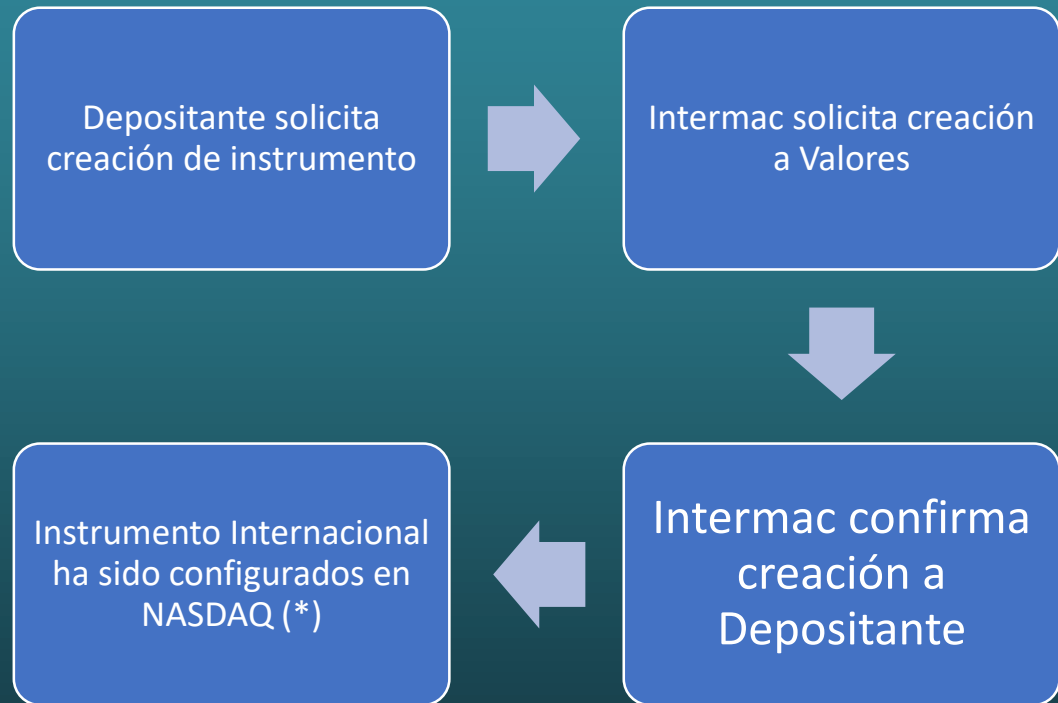 Depositante solicita
creación de instrumento
Intermac solicita creación
a Valores
Intermac confirma
creación a
Depositante
Instrumento Internacional
ha sido configurados en
NASDAQ (*)